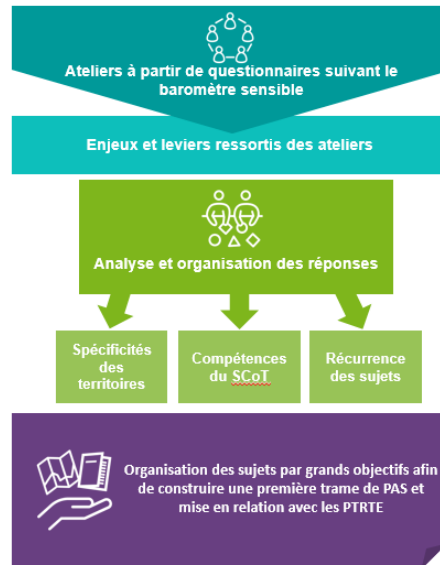 Ateliers à partir de questionnaires suivant le
baromètre sensible
Enjeux et leviers ressortis des ateliers
Analyse et organisation des réponses
Spécificités
des
territoires
Compétences
du SCoT
Récurrence
des sujets
Organisation des sujets par grands objectifs afin
de construire une première trame de PAS et
mise en relation avec les PTRTE